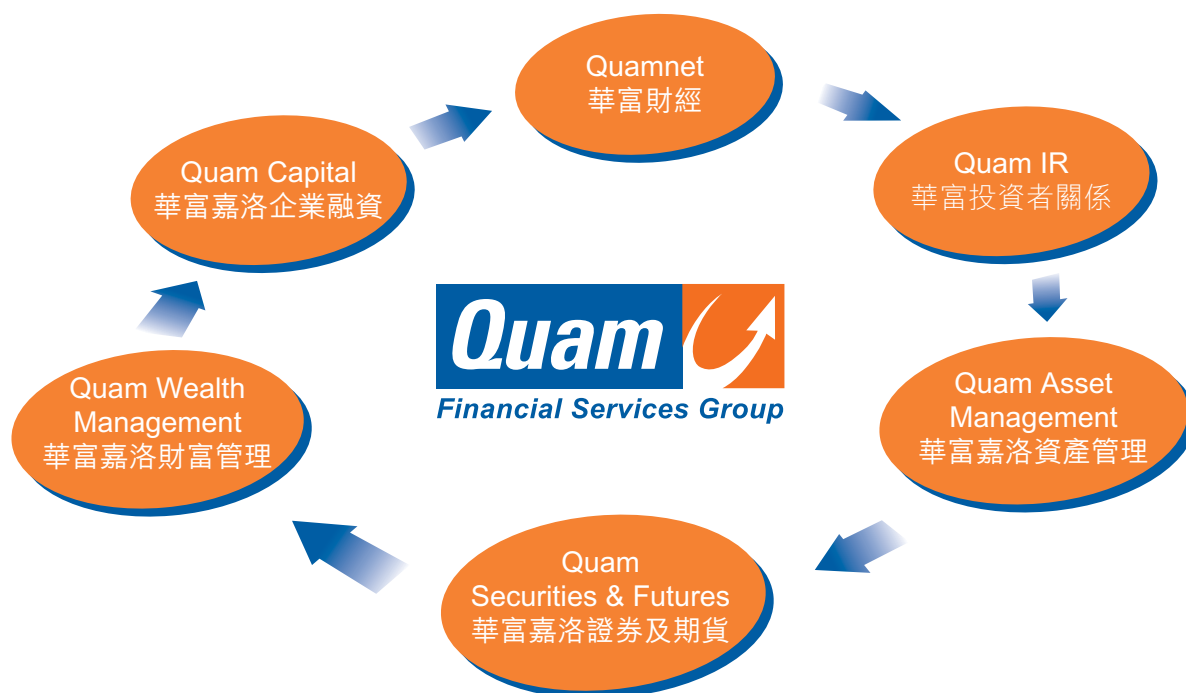 Quamnet
華富財經
Quam IR
華富投資者關係
Quam Asset
Management
華富嘉洛資產管理
Quam
Securities & Futures
華富嘉洛證券及期貨
Quam Wealth
Management
華富嘉洛財富管理
Quam Capital
華富嘉洛企業融資
Quam
Financial Services Group